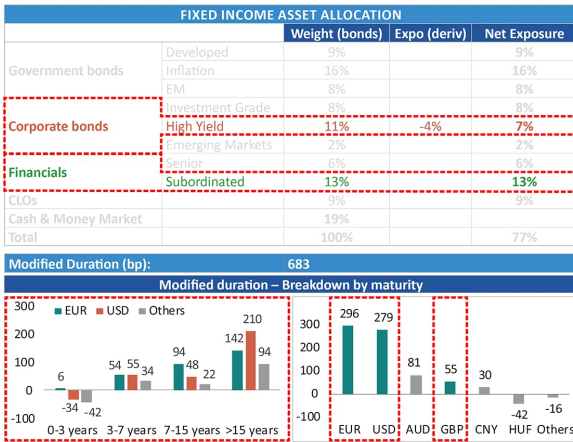 FIXED INCOME ASSET ALLOCATION
Weight (bonds) Expo (deriv) Net Exposure
Developed 9% 9%
Government bonds Inflation 16% 16%
EM 8% 8%
Investment Grade 8% 8%
Corporate bonds High Yield 11% -4% 7%
Emerging Markets 2% 2%
Senior 6% 6%
Financials
Subordinated 13% 13%
CLOs 9% 9%
Cash & Money Market 19%
Total 100% 77%
Modified Duration (bp): 683
Modified duration – Breakdown by maturity
300 EUR USD Others
200
100
0
-100
6 -34 -42
54 55 34
94 48 22
142 210 94
0-3 years 3-7 years 7-15 years >15 years
300
200
100
0
-100
296 279 81 55 30 -42 -16
EUR USD AUD GBP CNY HUF Others